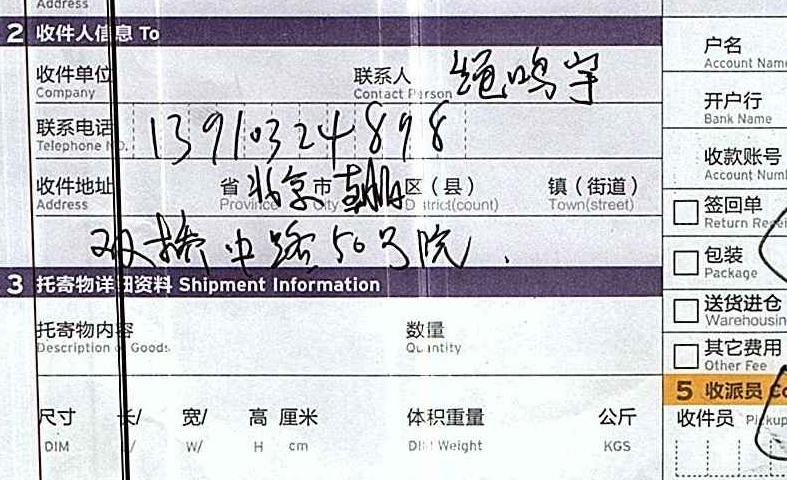 Address
2 收件人信息 To
收件单位 联系人 绳鸣宇
Company Contact Person
联系电话 13910324898
Telephone NO.
收件地址 省 北京 市 朝阳 区（县） 镇（街道）
Address Province City District(count) Town(street)
双桥中路50号院.
3 托寄物详细资料 Shipment Information
托寄物内容 数量
Description of Goods Quantity
尺寸 长/ 宽/ 高 厘米 体积重量 公斤
DIM L/ W/ H cm DIM Weight KGS
户名
Account Name
开户行
Bank Name
收款账号
Account Num
签回单
Return Recei
包装
Package
送货进仓
Warehousin
其它费用
Other Fee
5 收派员 Co
收件员 Pickup